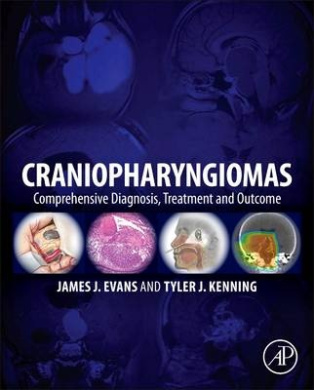 CRANIOPHARYNGIOMAS
Comprehensive Diagnosis, Treatment and Outcome
JAMES J. EVANS AND TYLER J. KENNING
AP